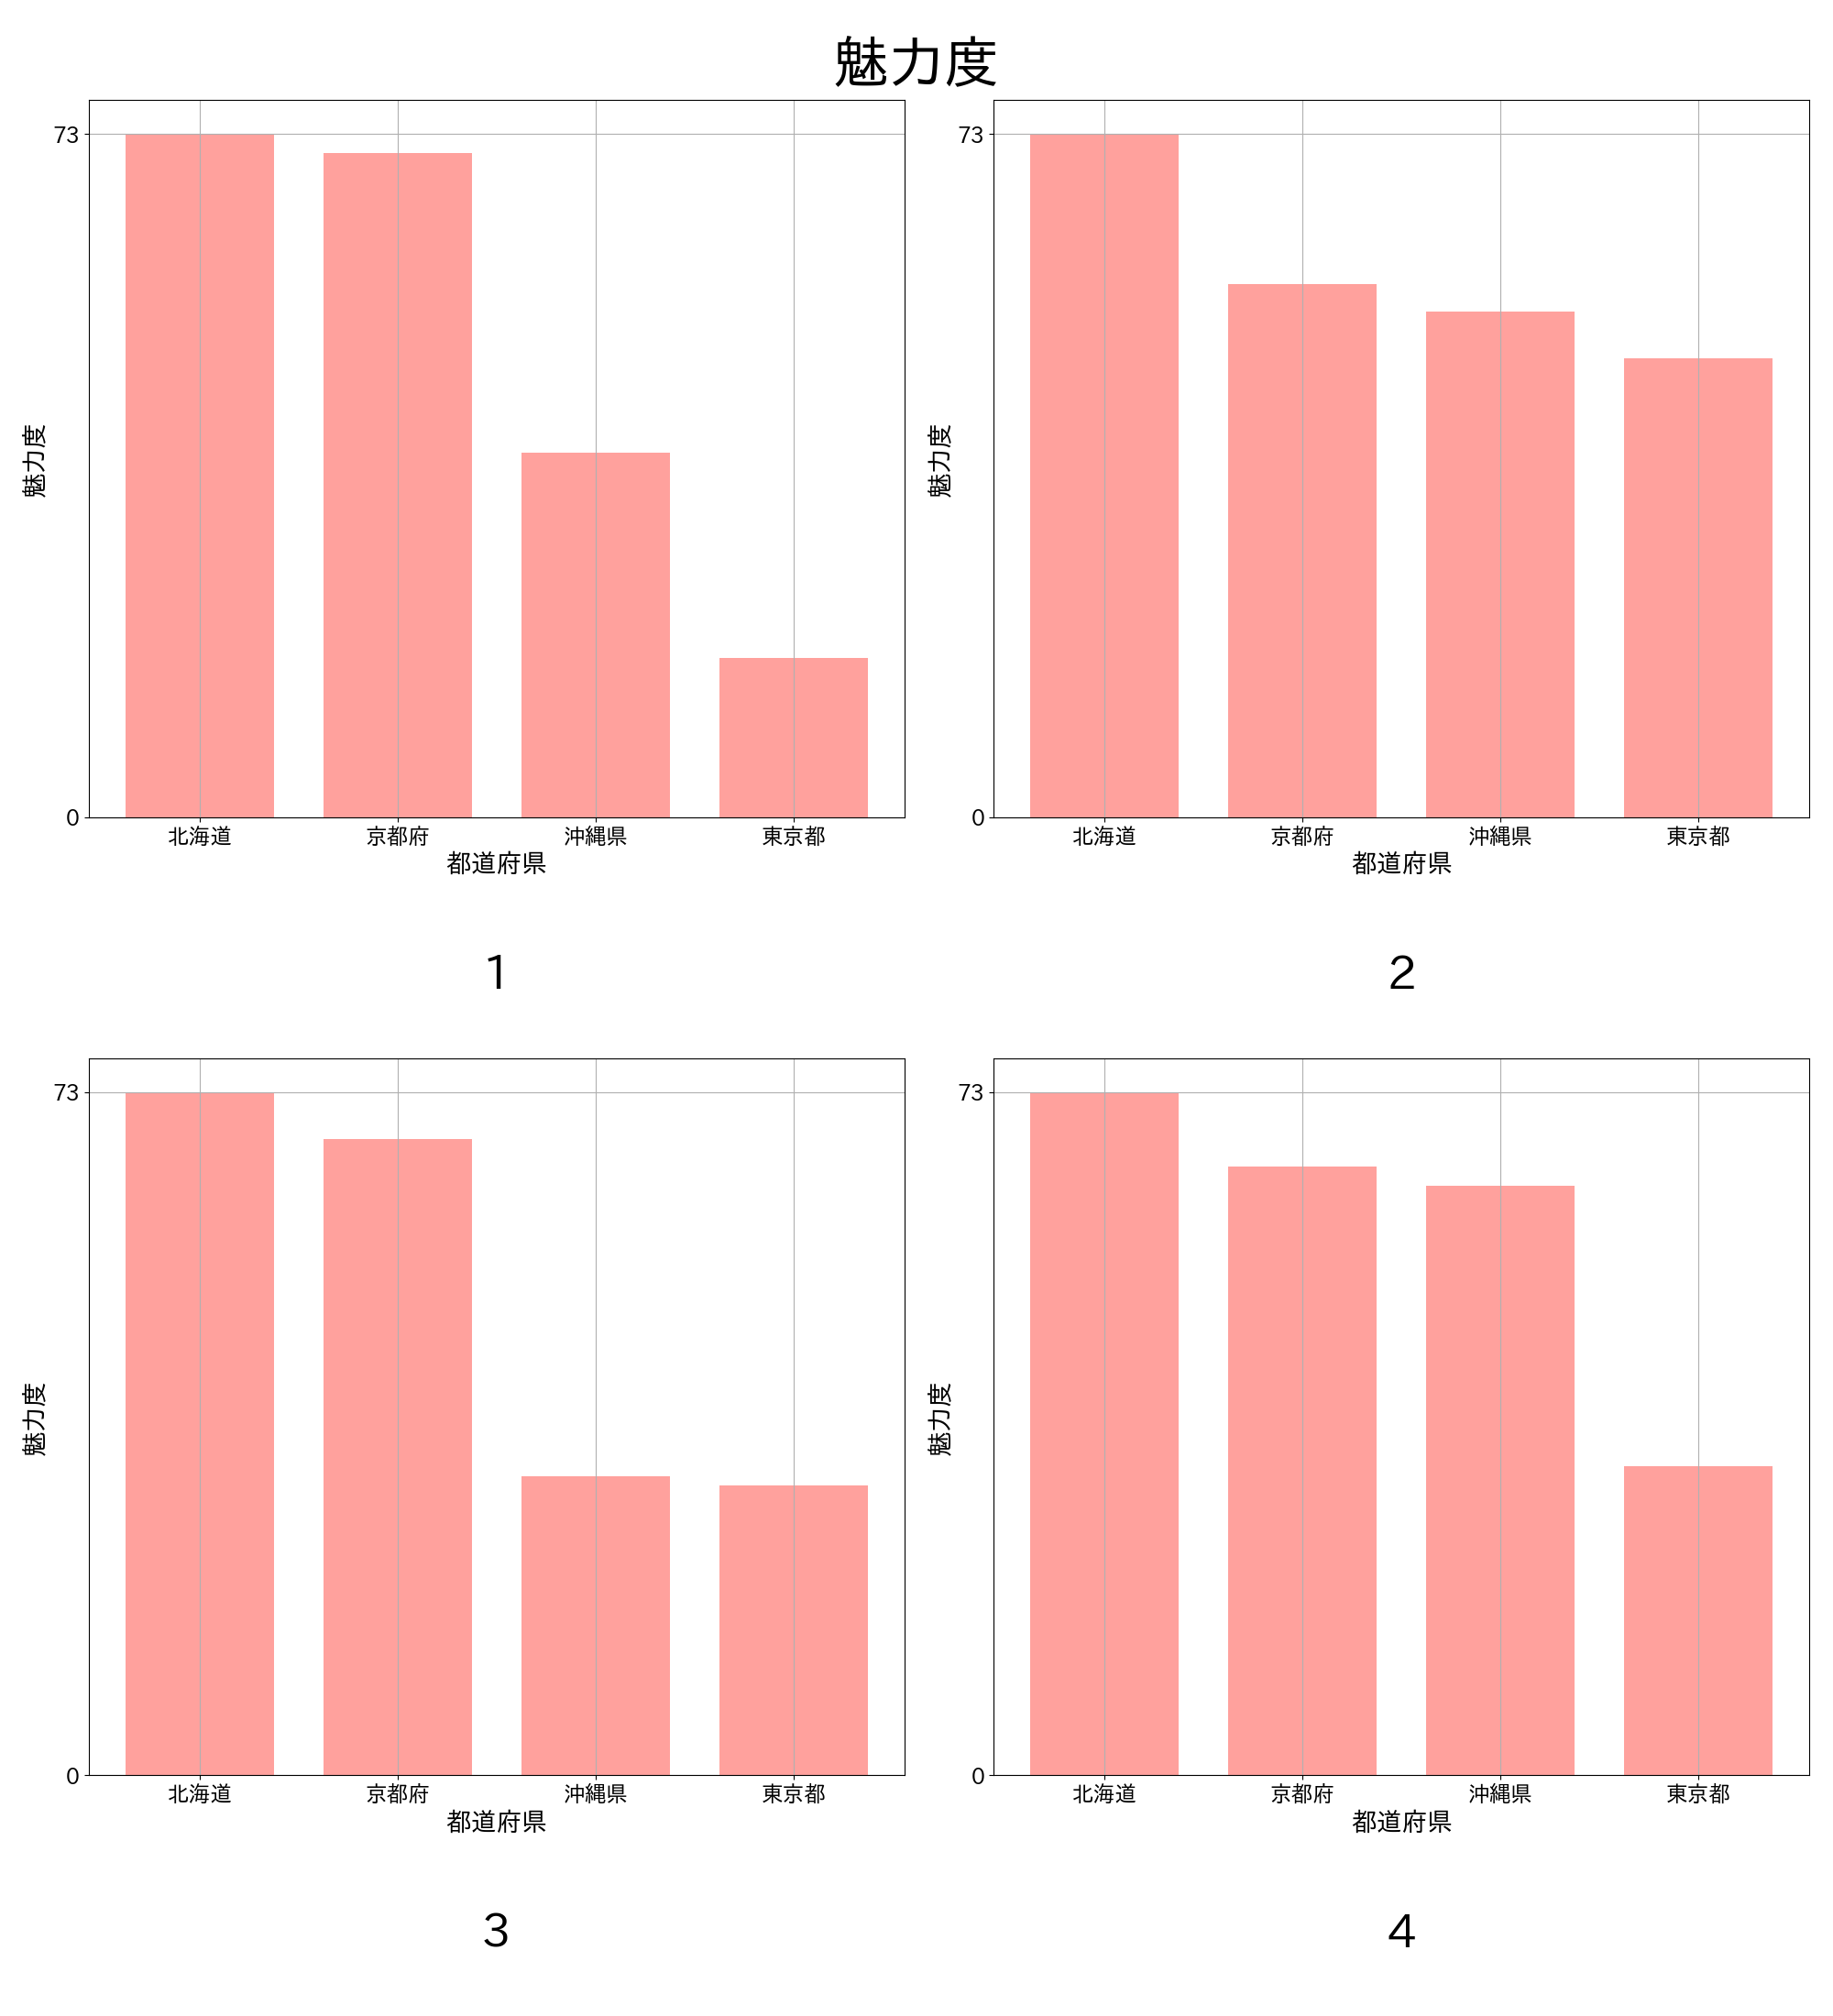 魅力度
73
0
魅力度
北海道 京都府 沖縄県 東京都
都道府県
1
73
0
魅力度
北海道 京都府 沖縄県 東京都
都道府県
2
73
0
魅力度
北海道 京都府 沖縄県 東京都
都道府県
3
73
0
魅力度
北海道 京都府 沖縄県 東京都
都道府県
4